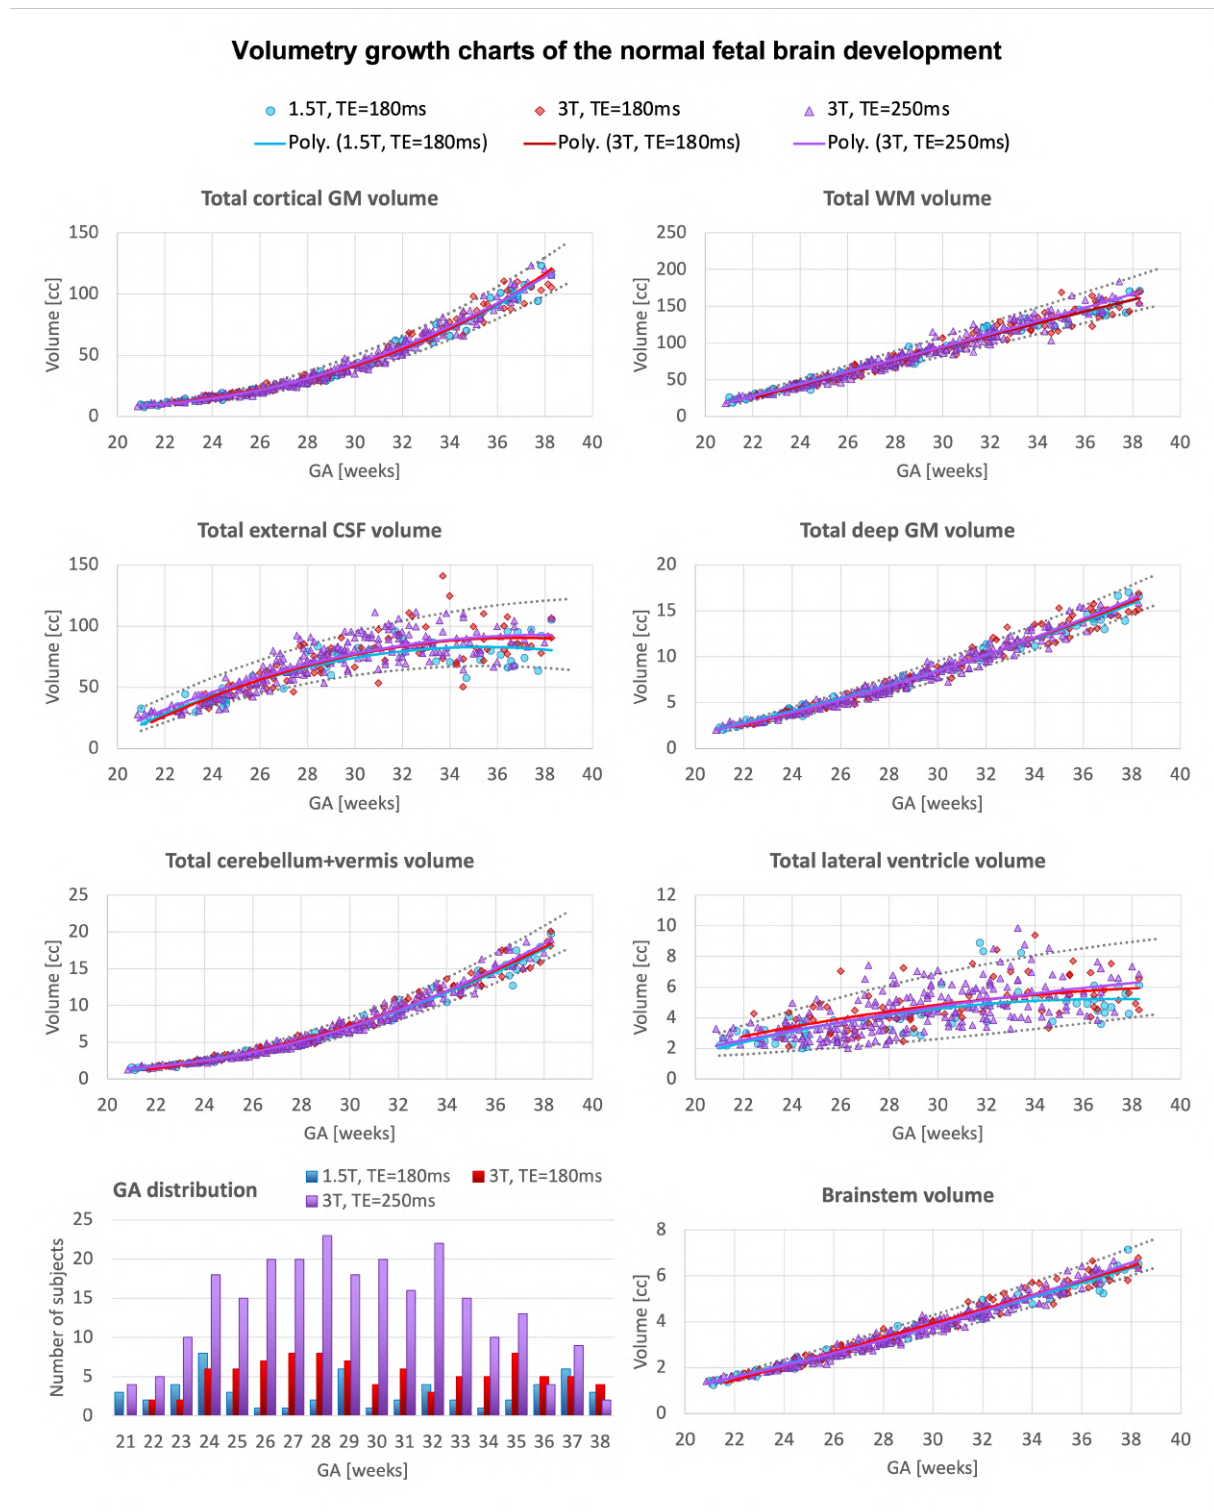 Volumetry growth charts of the normal fetal brain development
1.5T, TE=180ms 3T, TE=180ms 3T, TE=250ms
Poly. (1.5T, TE=180ms) Poly. (3T, TE=180ms) Poly. (3T, TE=250ms)
Total cortical GM volume
150
100
50
0
Volume [cc]
20 22 24 26 28 30 32 34 36 38 40
GA [weeks]
Total WM volume
250
200
150
100
50
0
Volume [cc]
20 22 24 26 28 30 32 34 36 38 40
GA [weeks]
Total external CSF volume
150
100
50
0
Volume [cc]
20 22 24 26 28 30 32 34 36 38 40
GA [weeks]
Total deep GM volume
20
15
10
5
0
Volume [cc]
20 22 24 26 28 30 32 34 36 38 40
GA [weeks]
Total cerebellum+vermis volume
25
20
15
10
5
0
Volume [cc]
20 22 24 26 28 30 32 34 36 38 40
GA [weeks]
Total lateral ventricle volume
12
10
8
6
4
2
0
Volume [cc]
20 22 24 26 28 30 32 34 36 38 40
GA [weeks]
GA distribution
1.5T, TE=180ms 3T, TE=180ms
3T, TE=250ms
25
20
15
10
5
0
Number of subjects
21 22 23 24 25 26 27 28 29 30 31 32 33 34 35 36 37 38
GA [weeks]
Brainstem volume
8
6
4
2
0
Volume [cc]
20 22 24 26 28 30 32 34 36 38 40
GA [weeks]